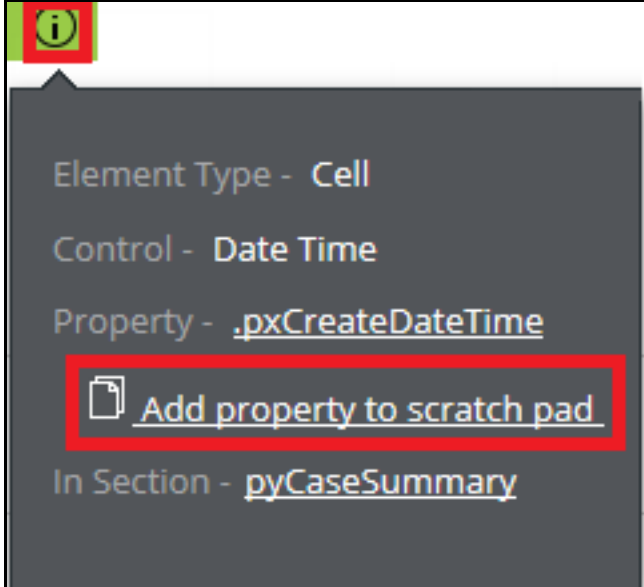 i
Element Type - Cell
Control - Date Time
Property - .pxCreateDateTime
Add property to scratch pad
In Section - pyCaseSummary